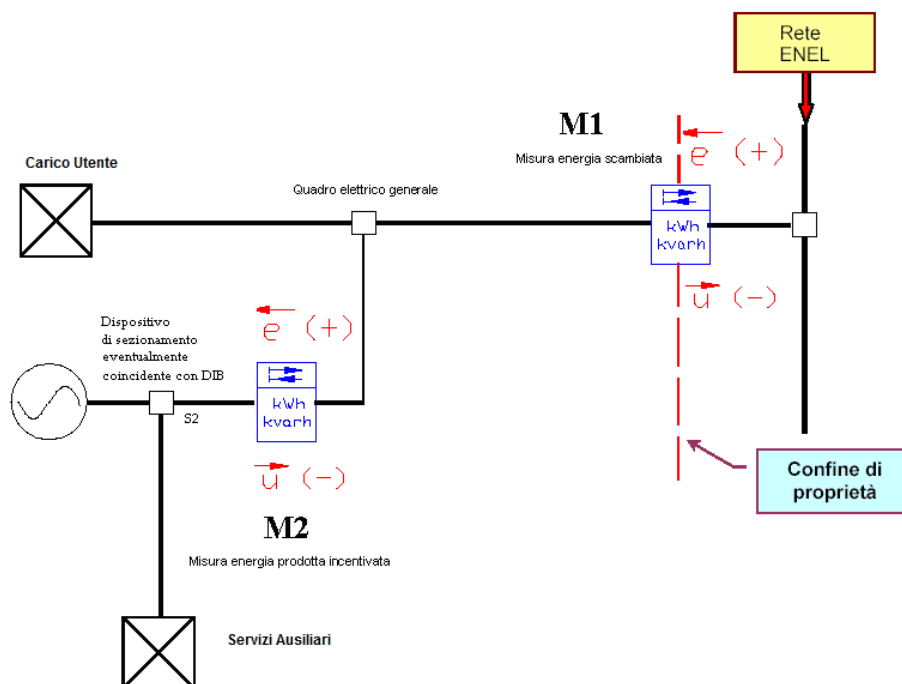 Rete
ENEL
M1
Misura energia scambiata
e (+)
Carico Utente
Quadro elettrico generale
kWh
kvarh
u (-)
Dispositivo
di sezionamento
eventualmente
coincidente con DIB
e (+)
S2
kWh
kvarh
u (-)
Confine di
proprietà
M2
Misura energia prodotta incentivata
Servizi Ausiliari